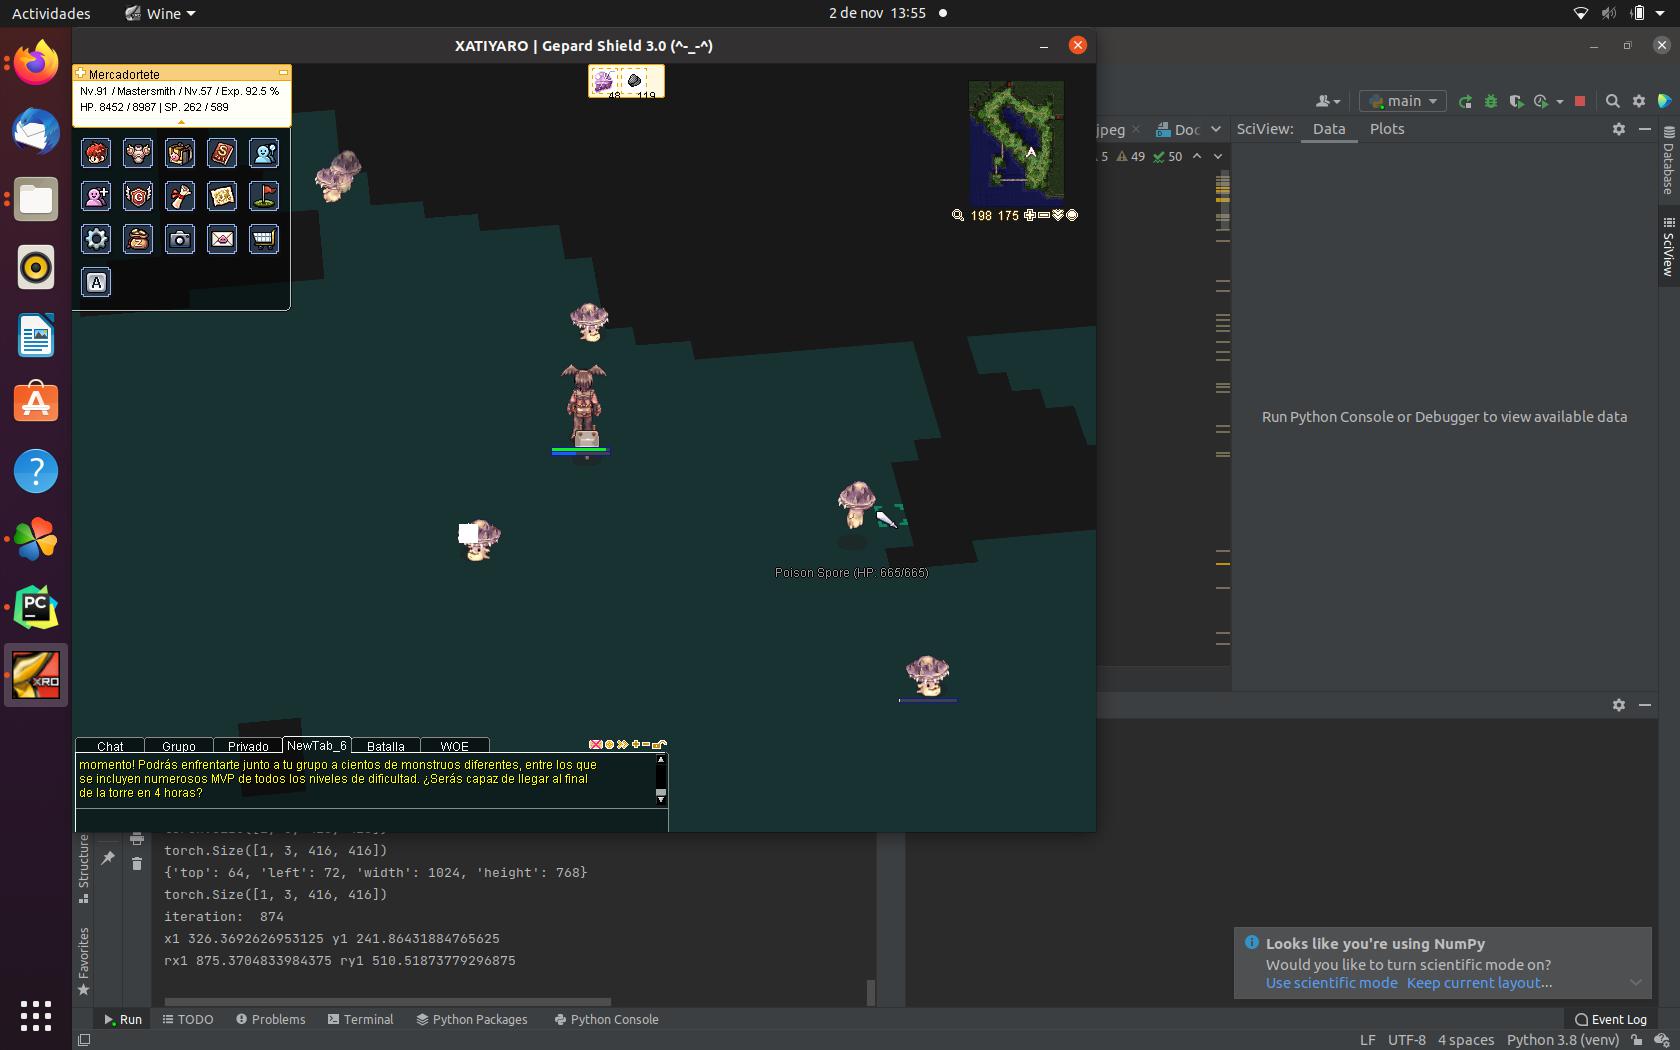 Actividades
Wine
2 de nov 13:55
XATIYARO | Gepard Shield 3.0 (^-_-^)
Mercadortete
Nv.91 / Mastersmith / Nv.57 / Exp. 92.5 %
HP. 8452 / 8987 | SP. 262 / 589
48 119
198 175
A
main
jpeg
Doc
SciView:
Data
Plots
5 49 50
Database
SciView
Run Python Console or Debugger to view available data
Poison Spore (HP: 665/665)
PC
XRO
Chat
Grupo
Privado
NewTab_6
Batalla
WOE
momento! Podrás enfrentarte junto a tu grupo a cientos de monstruos diferentes, entre los que
se incluyen numerosos MVP de todos los niveles de dificultad. ¿Serás capaz de llegar al final
de la torre en 4 horas?
Structure
Favorites
torch.Size([1, 3, 416, 416])
{'top': 64, 'left': 72, 'width': 1024, 'height': 768}
torch.Size([1, 3, 416, 416])
iteration:  874
x1 326.3692626953125 y1 241.86431884765625
rx1 875.3704833984375 ry1 510.51873779296875
Looks like you're using NumPy
Would you like to turn scientific mode on?
Use scientific mode Keep current layout...
Run
TODO
Problems
Terminal
Python Packages
Python Console
Event Log
LF UTF-8 4 spaces Python 3.8 (venv)